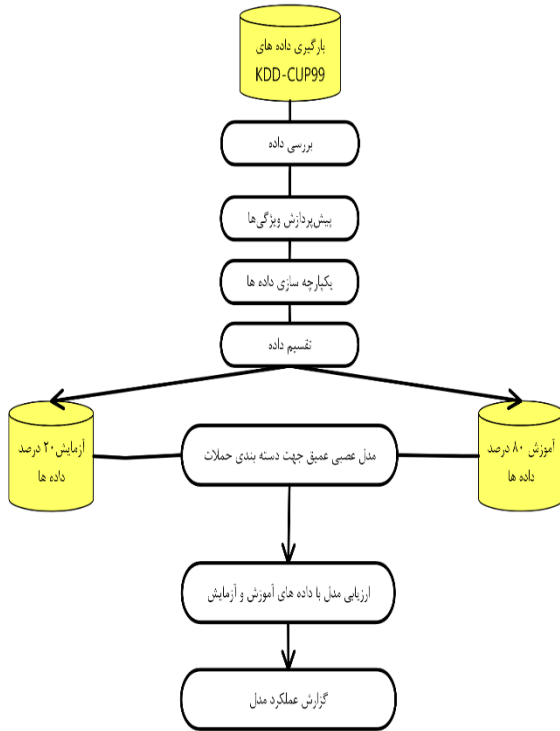 بارگیری داده های
KDD-CUP99
بررسی داده
پیش‌پردازش ویژگی‌ها
یکپارچه سازی داده ها
تقسیم داده
آموزش ۸۰ درصد
داده ها
مدل عصبی عمیق جهت دسته بندی حملات
آزمایش۲۰ درصد
داده ها
ارزیابی مدل با داده های آموزش و آزمایش
گزارش عملکرد مدل